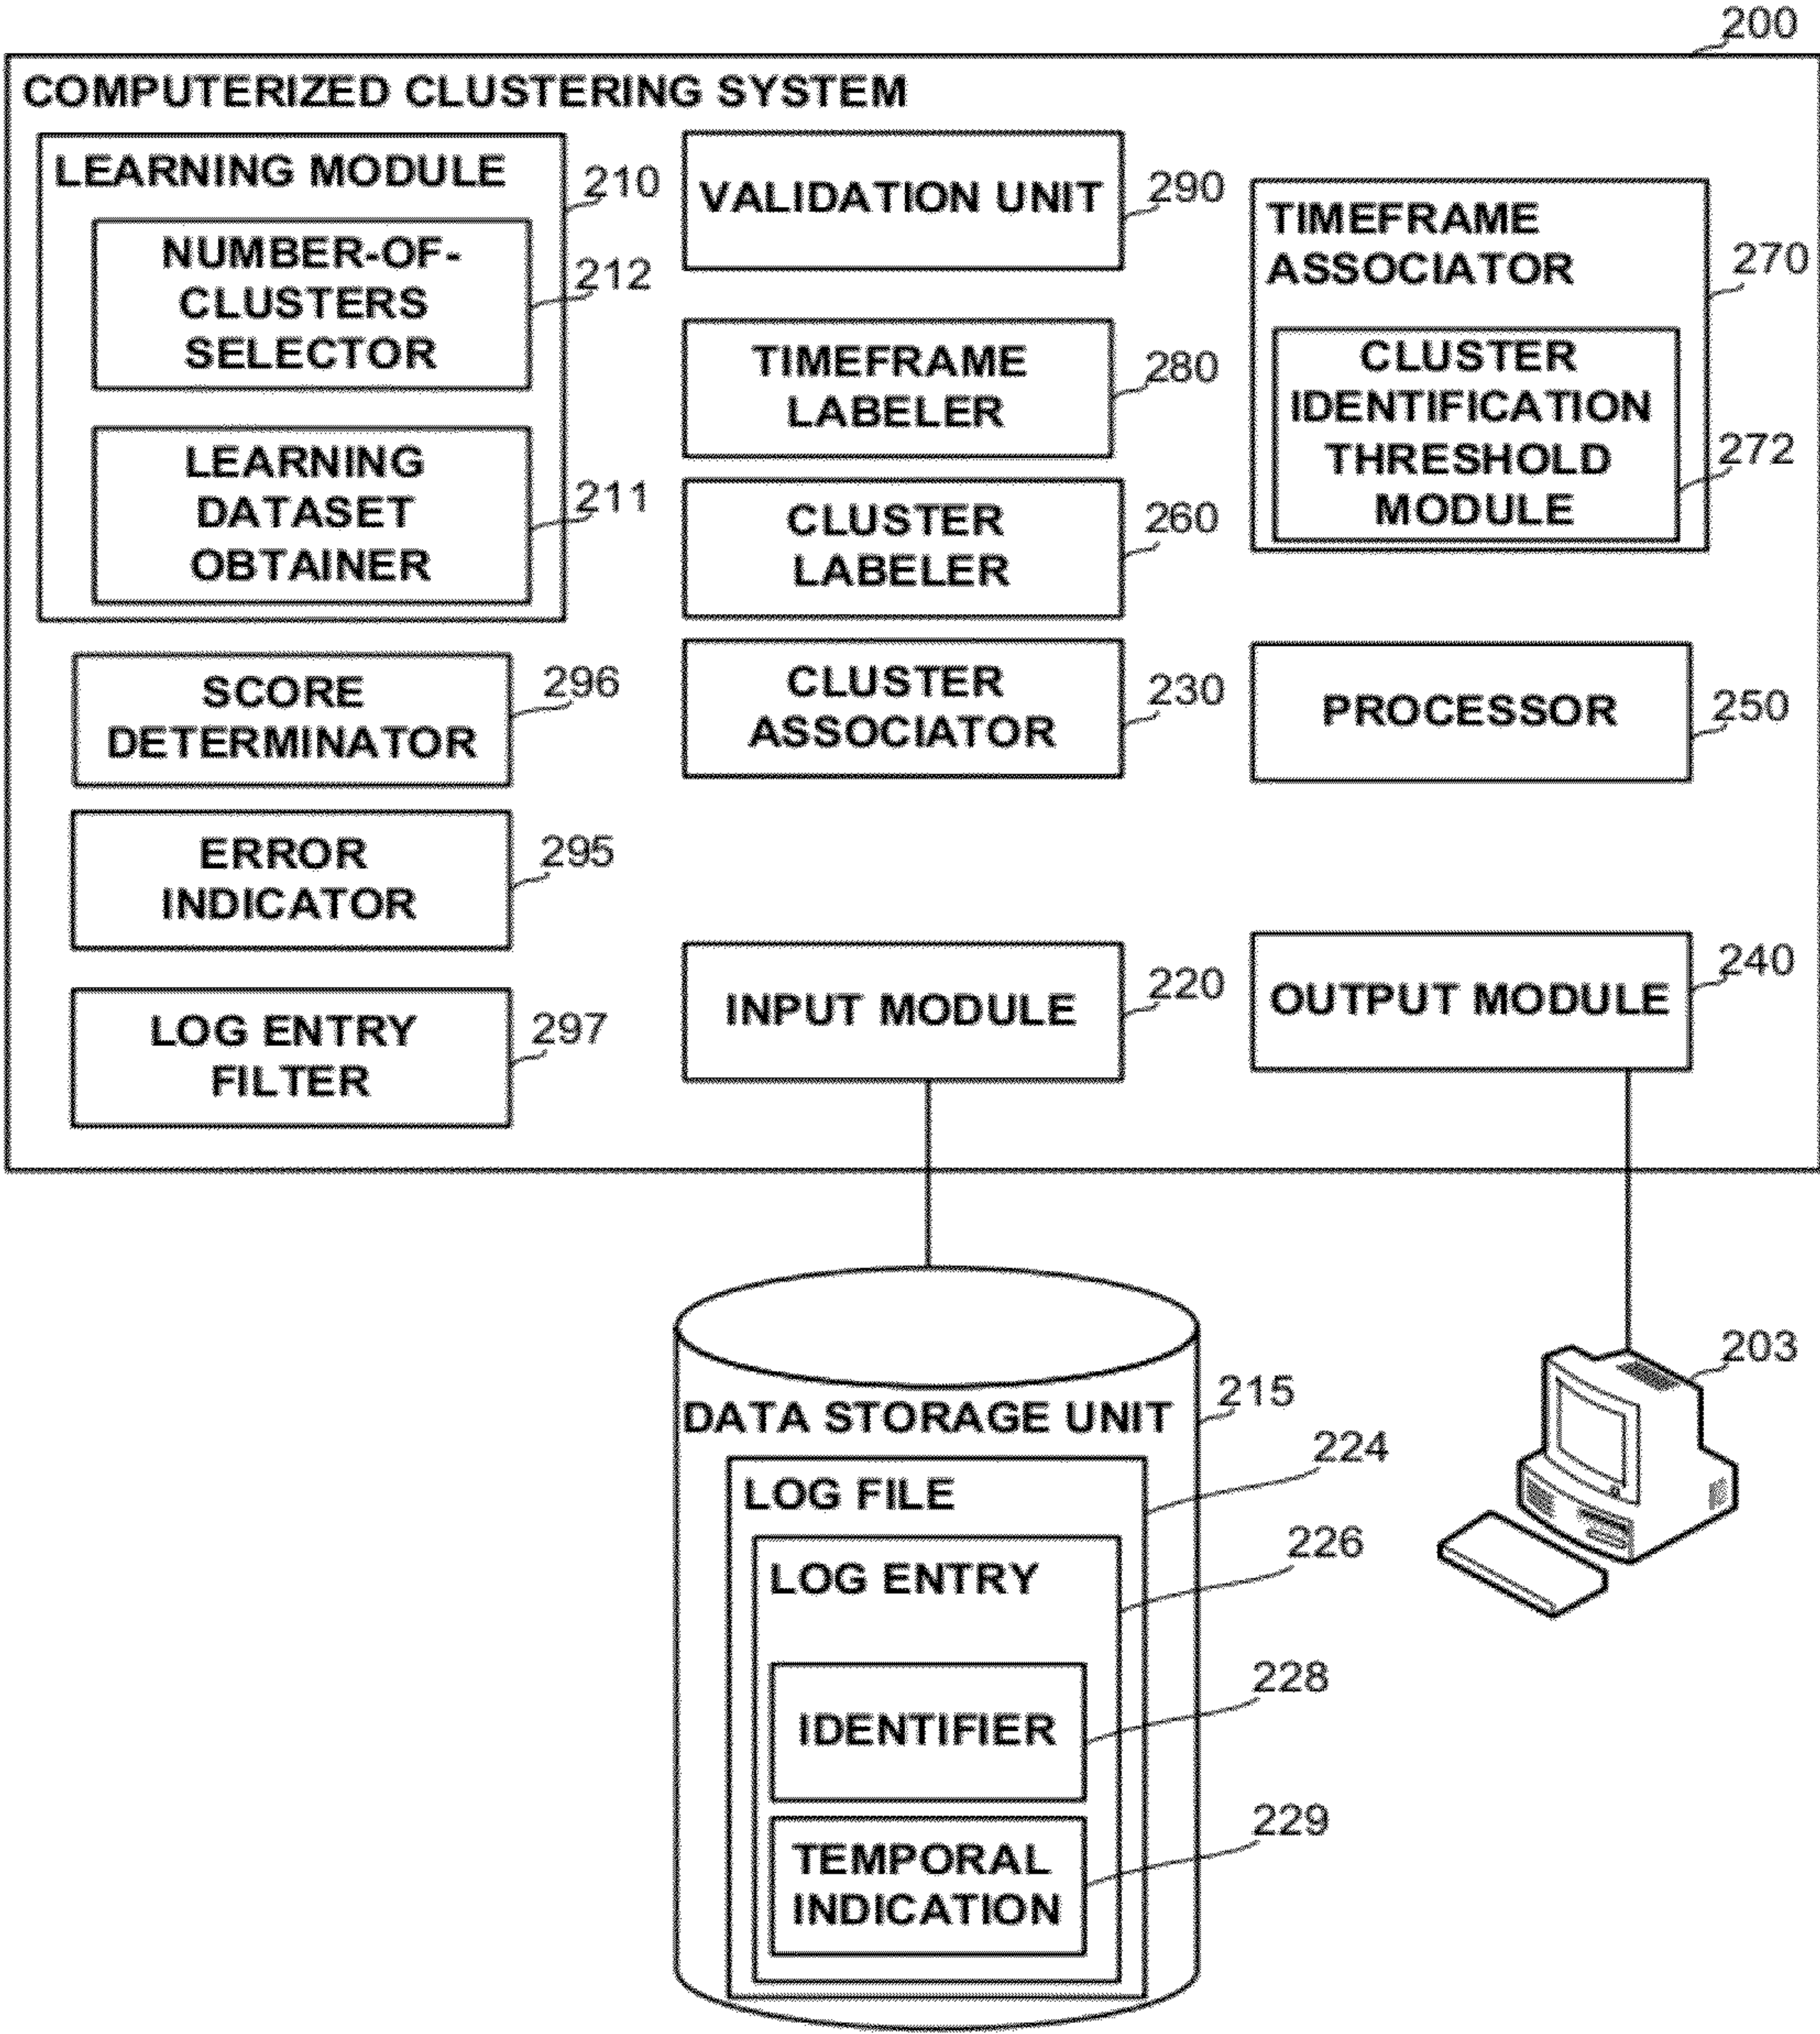 200
COMPUTERIZED CLUSTERING SYSTEM
LEARNING MODULE
210
NUMBER-OF-
CLUSTERS
SELECTOR
212
LEARNING
DATASET
OBTAINER
211
SCORE
DETERMINATOR
296
ERROR
INDICATOR
295
LOG ENTRY
FILTER
297
VALIDATION UNIT
290
TIMEFRAME
LABELER
280
CLUSTER
LABELER
260
CLUSTER
ASSOCIATOR
230
INPUT MODULE
220
TIMEFRAME
ASSOCIATOR
270
CLUSTER
IDENTIFICATION
THRESHOLD
MODULE
272
PROCESSOR
250
OUTPUT MODULE
240
203
DATA STORAGE UNIT
215
LOG FILE
224
LOG ENTRY
226
IDENTIFIER
228
TEMPORAL
INDICATION
229